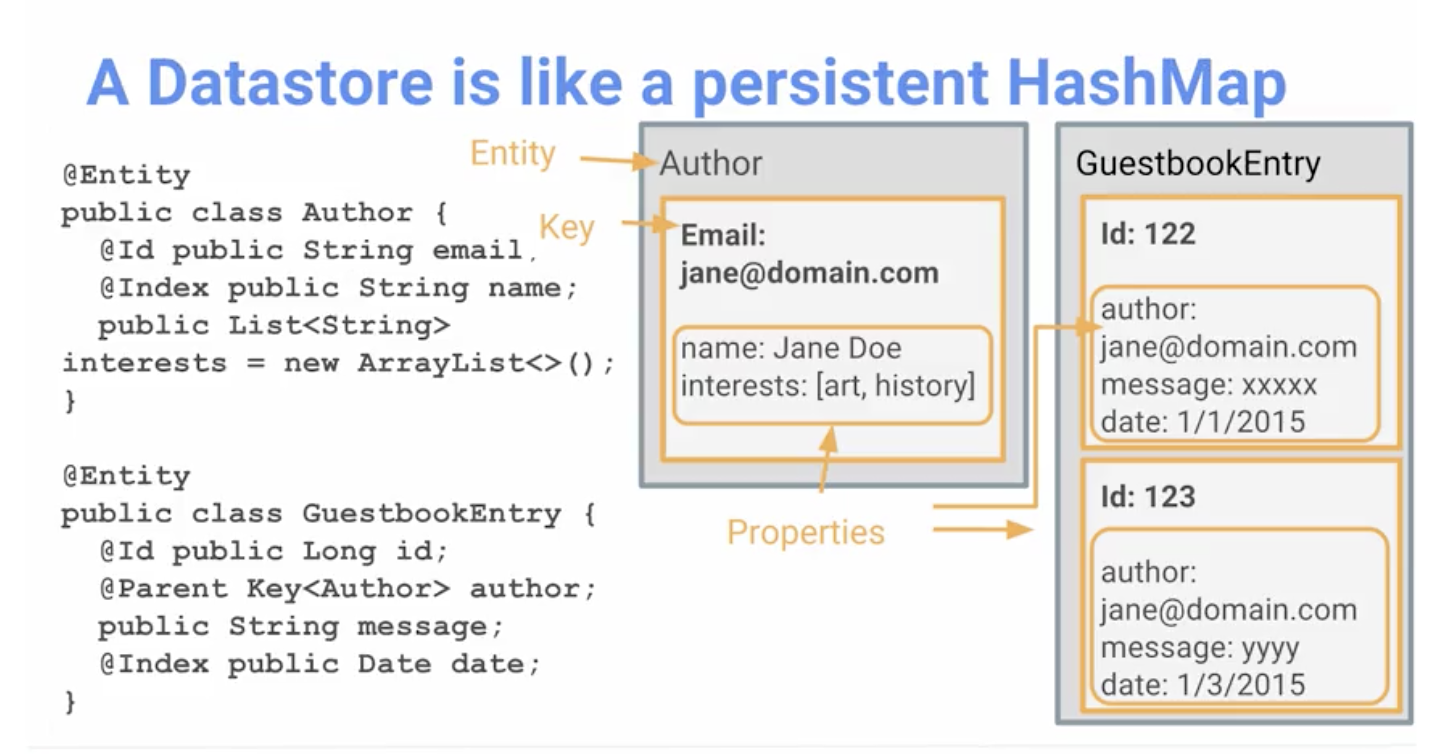 A Datastore is like a persistent HashMap
@Entity
public class Author {
@Id public String email,
@Index public String name;
public List<String>
interests = new ArrayList<>();
}
@Entity
public class GuestbookEntry {
@Id public Long id;
@Parent Key<Author> author;
public String message;
@Index public Date date;
}
Entity
Key
Properties
Author
Email:
jane@domain.com
name: Jane Doe
interests: [art, history]
GuestbookEntry
Id: 122
author:
jane@domain.com
message: xxxxx
date: 1/1/2015
Id: 123
author:
jane@domain.com
message: yyyy
date: 1/3/2015